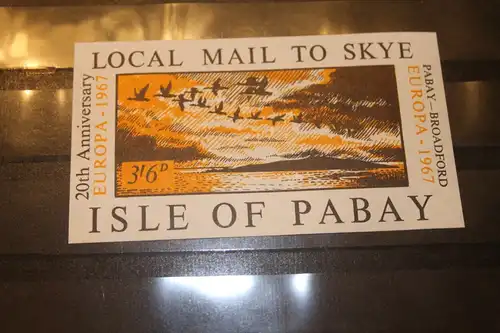 LOCAL MAIL TO SKYE
20th Anniversary
EUROPA - 1967
3'6D
PABAY—BROADFORD
EUROPA - 1967
ISLE OF PABAY